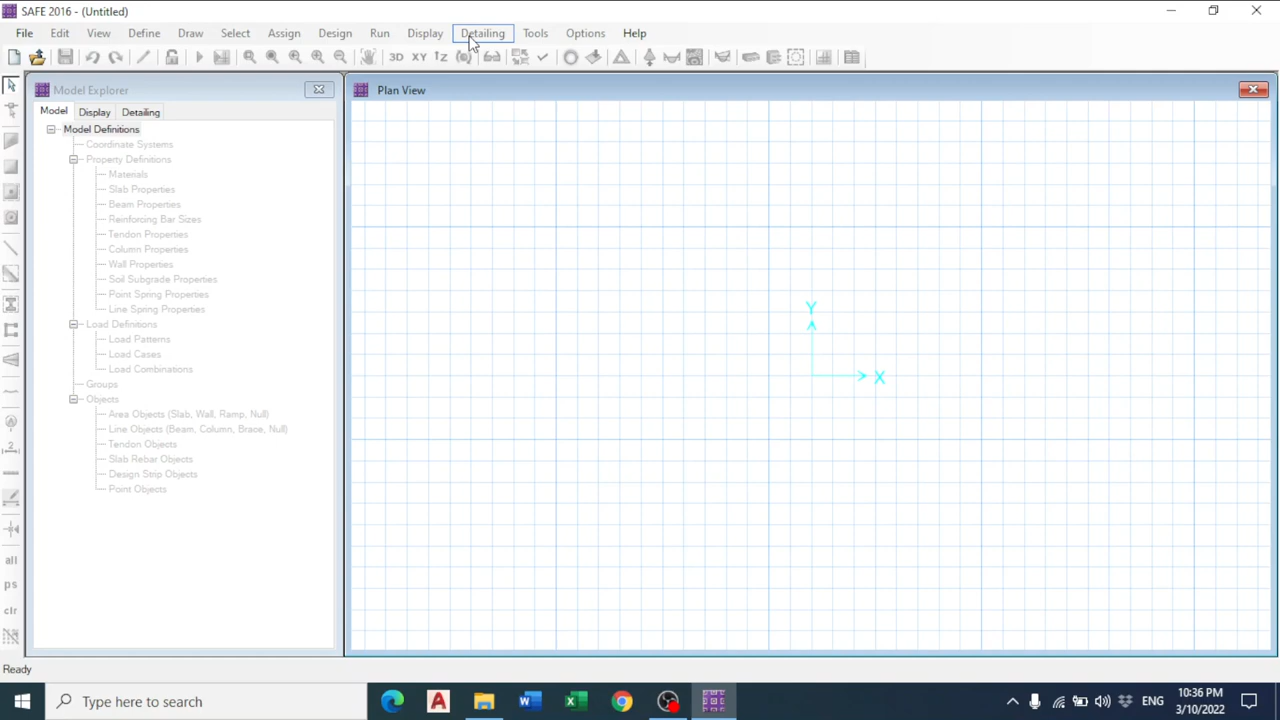 SAFE 2016 - (Untitled)
File Edit View Define Draw Select Assign Design Run Display Detailing Tools Options Help
3D XY
Model Explorer
Model Display Detailing
Model Definitions
Coordinate Systems
Property Definitions
Materials
Slab Properties
Beam Properties
Reinforcing Bar Sizes
Tendon Properties
Column Properties
Wall Properties
Soil Subgrade Properties
Point Spring Properties
Line Spring Properties
Load Definitions
Load Patterns
Load Cases
Load Combinations
Groups
Objects
Area Objects (Slab, Wall, Ramp, Null)
Line Objects (Beam, Column, Brace, Null)
Tendon Objects
Slab Rebar Objects
Design Strip Objects
Point Objects
all
ps
clr
Plan View
Y
X
Ready
Type here to search
ENG
10:36 PM
3/10/2022